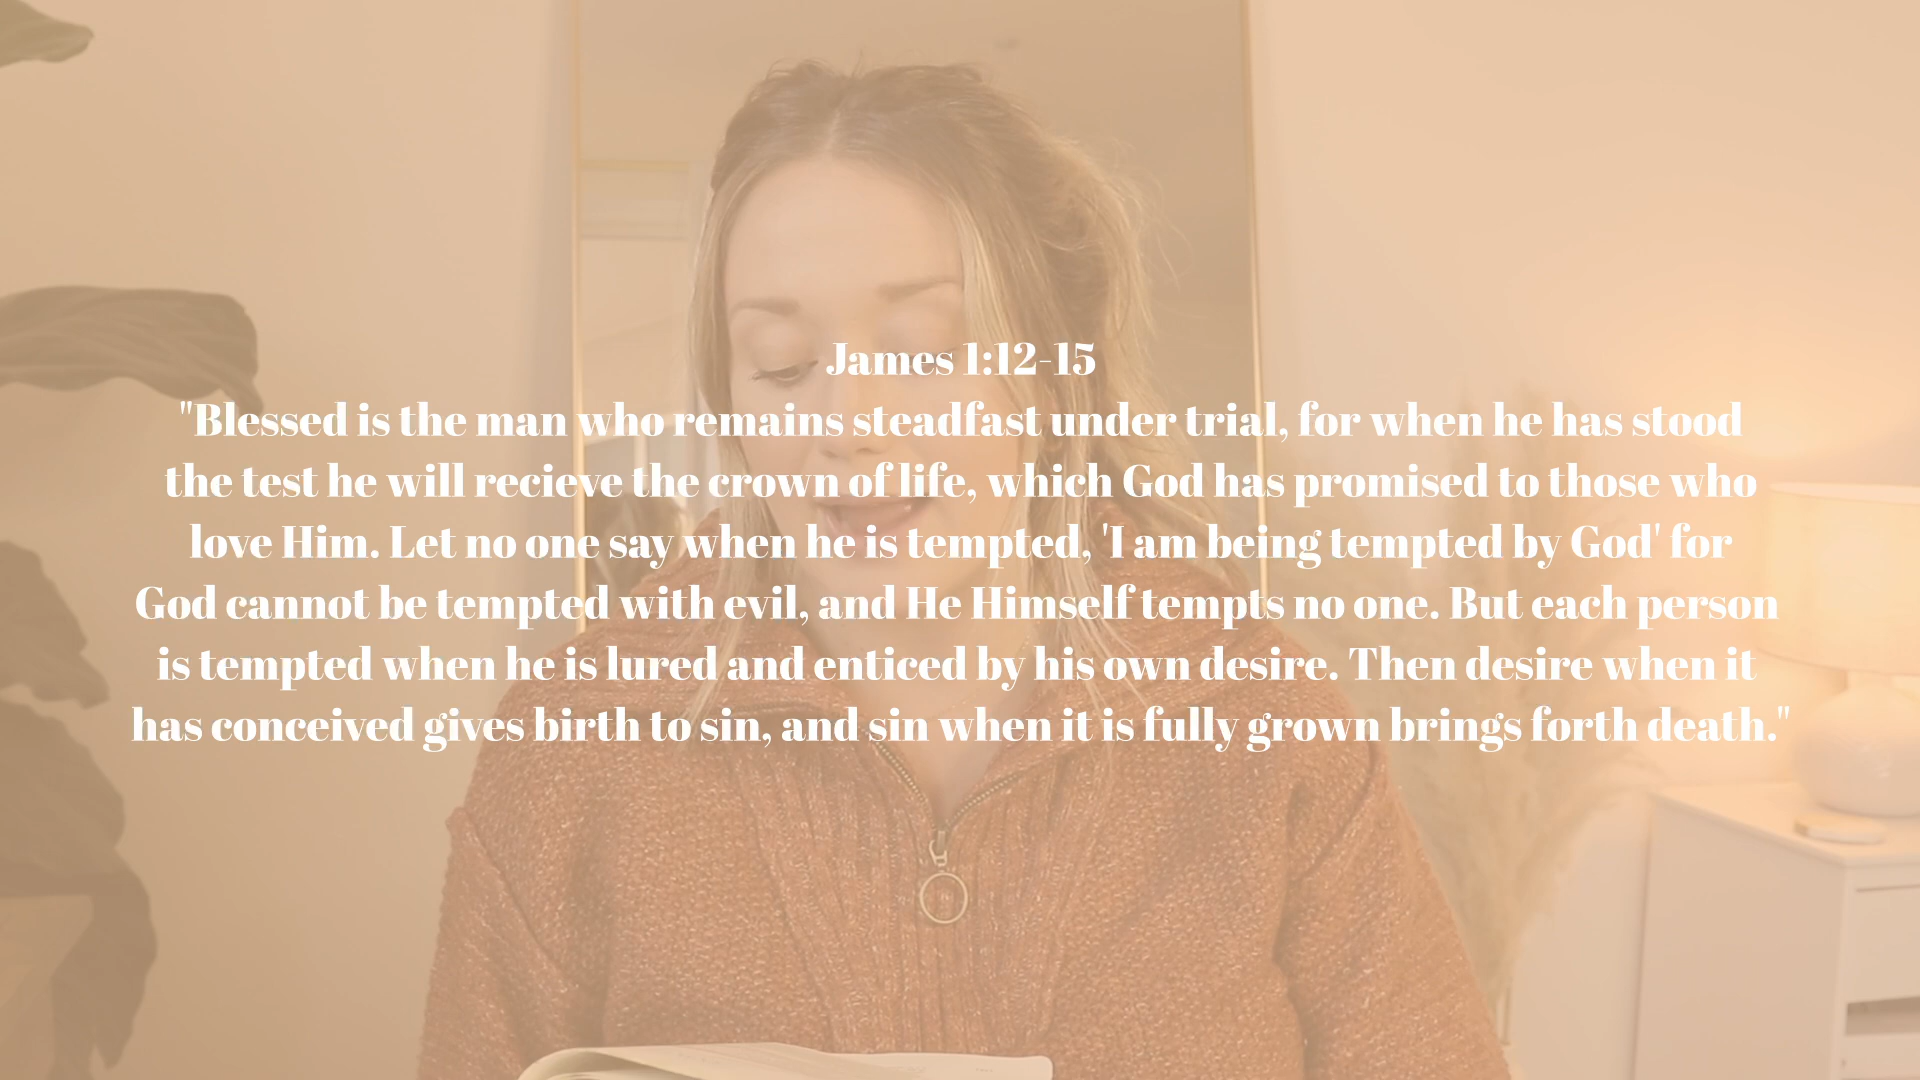 James 1:12-15
"Blessed is the man who remains steadfast under trial, for when he has stood
the test he will recieve the crown of life, which God has promised to those who
love Him. Let no one say when he is tempted, 'I am being tempted by God' for
God cannot be tempted with evil, and He Himself tempts no one. But each person
is tempted when he is lured and enticed by his own desire. Then desire when it
has conceived gives birth to sin, and sin when it is fully grown brings forth death."